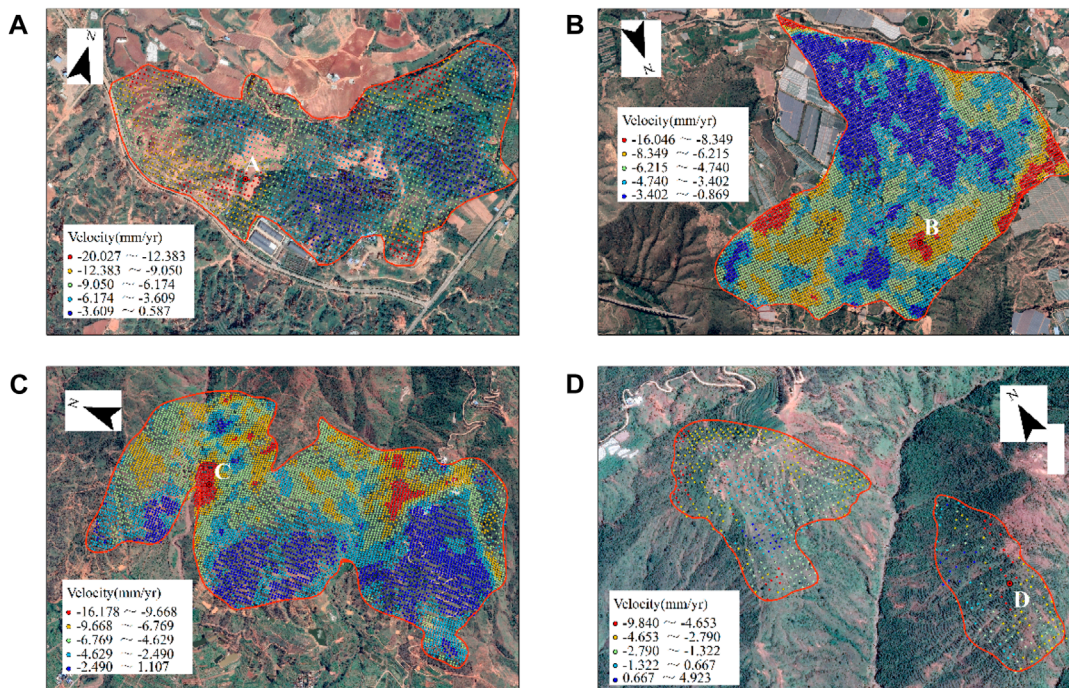 A
N
A
Velocity(mm/yr)
-20.027 ~ -12.383
-12.383 ~ -9.050
-9.050 ~ -6.174
-6.174 ~ -3.609
-3.609 ~ 0.587
B
N
Velocity(mm/yr)
-16.046 ~ -8.349
-8.349 ~ -6.215
-6.215 ~ -4.740
-4.740 ~ -3.402
-3.402 ~ -0.869
B
C
N
C
Velocity(mm/yr)
-16.178 ~ -9.668
-9.668 ~ -6.769
-6.769 ~ -4.629
-4.629 ~ -2.490
-2.490 ~ 1.107
D
N
D
Velocity(mm/yr)
-9.840 ~ -4.653
-4.653 ~ -2.790
-2.790 ~ -1.322
-1.322 ~ 0.667
0.667 ~ 4.923